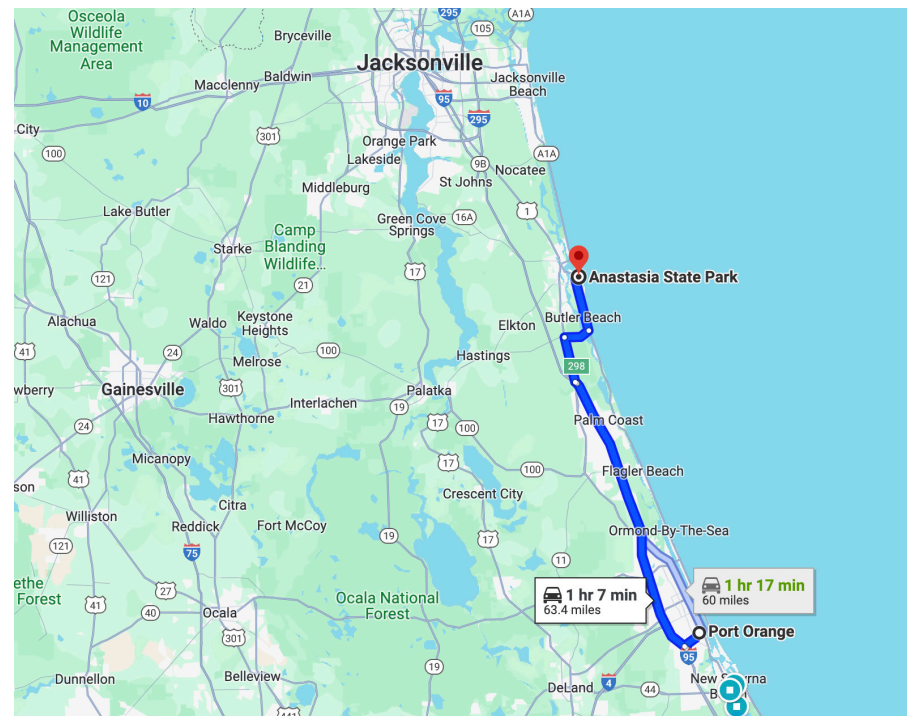 Osceola
Wildlife
Management
Area
295
A1A
105
Bryceville
Jacksonville
Macclenny
Baldwin
Jacksonville
Beach
10
95
295
City
301
100
Orange Park
Lakeside
9B
A1A
Nocatee
St Johns
Middleburg
Lake Butler
Green Cove
Springs
16A
1
Camp
Blanding
Wildlife...
Starke
17
121
21
Anastasia State Park
Alachua
Waldo
Keystone
Heights
Elkton
Butler Beach
41
24
100
Hastings
Melrose
298
wberry
Gainesville
301
Palatka
Interlachen
19
Hawthorne
17
100
Palm Coast
24
Micanopy
17
100
Flagler Beach
41
son
Crescent City
Citra
Williston
Reddick
Fort McCoy
Ormond-By-The-Sea
19
17
121
75
11
ethe
Forest
27
41
40
Ocala
Ocala National
Forest
1 hr 7 min
63.4 miles
1 hr 17 min
60 miles
301
Port Orange
95
19
Dunnellon
Belleview
DeLand
4
44
441